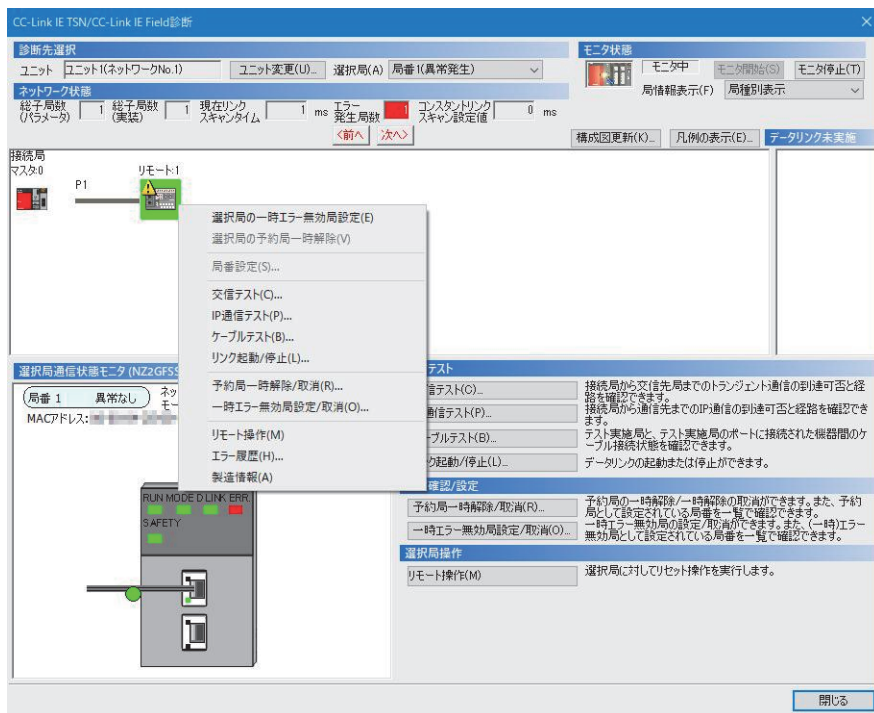 CC-Link IE TSN/CC-Link IE Field診断
診断先選択
ユニット ユニット1(ネットワークNo.1) ユニット変更(U)... 選択局(A) 局番1(異常発生)
モニタ状態
モニタ中 モニタ開始(S) モニタ停止(T)
局情報表示(F) 局種別表示
ネットワーク状態
総子局数(パラメータ) 1 総子局数(実装) 1 現在リンクスキャンタイム 1 ms エラー発生局数 1 コンスタントリンクスキャン設定値 0 ms
<前へ 次へ>
構成図更新(K)... 凡例の表示(E)... データリンク未実施
接続局
マスタ:0 リモート:1
P1
選択局の一時エラー無効局設定(E)
選択局の予約局一時解除(V)
局番設定(S)...
交信テスト(C)...
IP通信テスト(P)...
ケーブルテスト(B)...
リンク起動/停止(L)...
予約局一時解除/取消(R)...
一時エラー無効局設定/取消(O)...
リモート操作(M)
エラー履歴(H)...
製造情報(A)
選択局通信状態モニタ(NZ2GFSS
局番 1 異常なし
MACアドレス:
RUN MODE D LINK ERR.
SAFETY
テスト
信テスト(C)... 接続局から交信先局までのトランジェント通信の到達可否と経路を確認できます。
通信テスト(P)... 接続局から通信先までのIP通信の到達可否と経路を確認できます。
ーブルテスト(B)... テスト実施局と、テスト実施局のポートに接続された機器間のケーブル接続状態を確認できます。
ク起動/停止(L)... データリンクの起動または停止ができます。
確認/設定
予約局一時解除/取消(R)... 予約局の一時解除/一時解除の取消ができます。また、予約局として設定されている局番を一覧で確認できます。
一時エラー無効局設定/取消(O)... 一時エラー無効局の設定/取消ができます。また、(一時)エラー無効局として設定されている局番を一覧で確認できます。
選択局操作
リモート操作(M) 選択局に対してリセット操作を実行します。
閉じる